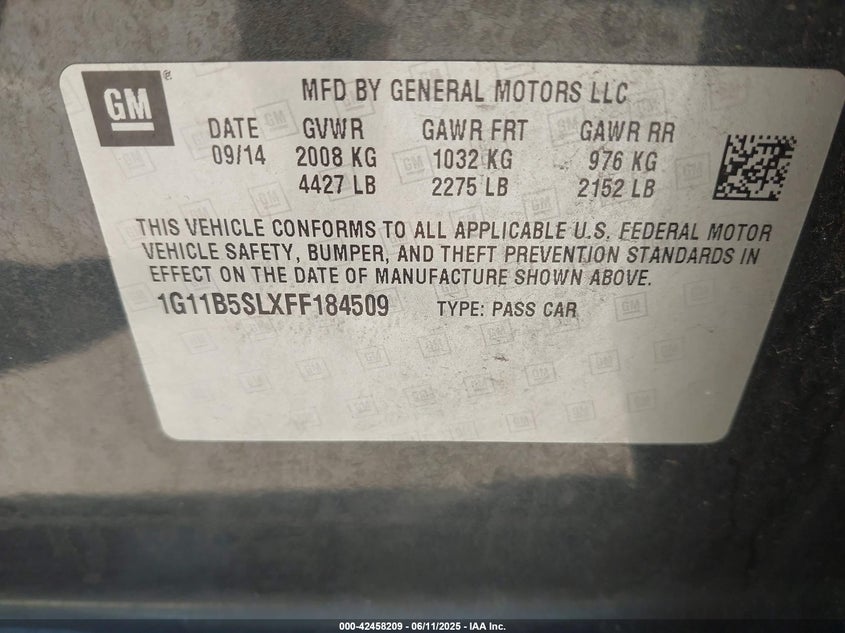 GM®
MFD BY GENERAL MOTORS LLC
DATE GVWR GAWR FRT GAWR RR
09/14 2008 KG 1032 KG 976 KG
4427 LB 2275 LB 2152 LB
THIS VEHICLE CONFORMS TO ALL APPLICABLE U.S. FEDERAL MOTOR
VEHICLE SAFETY, BUMPER, AND THEFT PREVENTION STANDARDS IN
EFFECT ON THE DATE OF MANUFACTURE SHOWN ABOVE.
1G11B5SLXFF184509 TYPE: PASS CAR
000-42458209 - 06/11/2025 - IAA Inc.